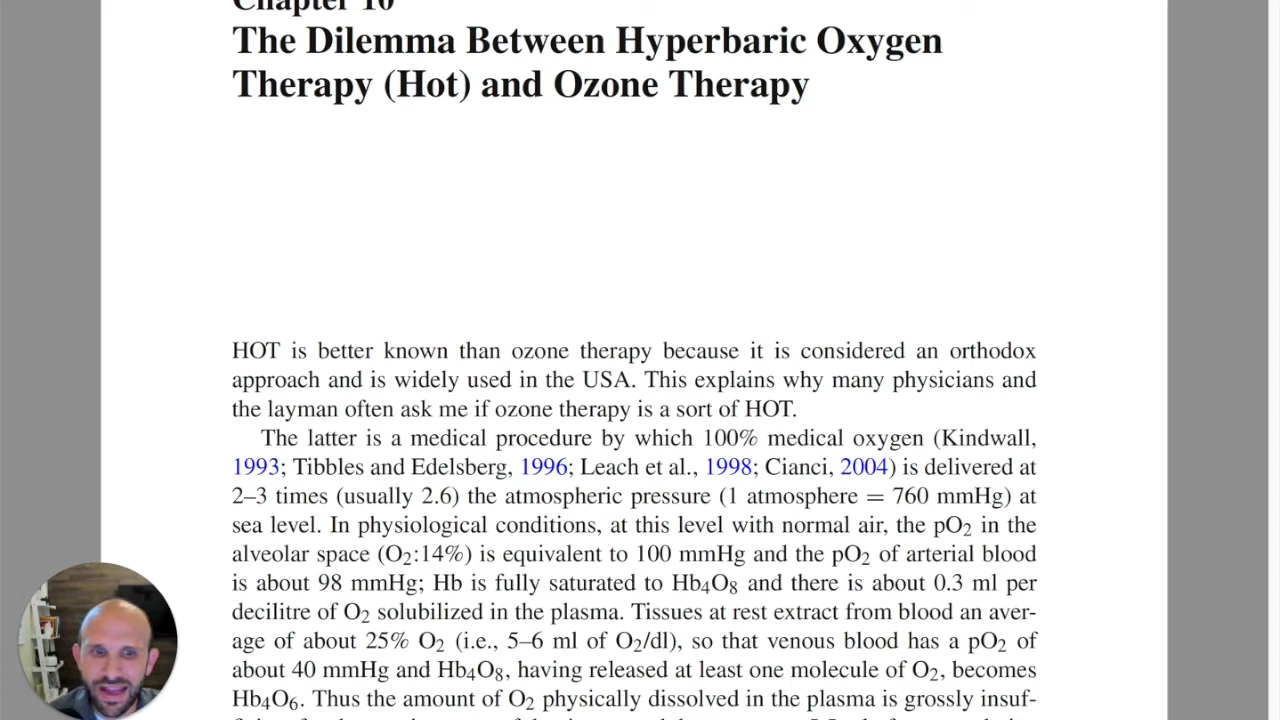 Chapter 10
The Dilemma Between Hyperbaric Oxygen
Therapy (Hot) and Ozone Therapy
HOT is better known than ozone therapy because it is considered an orthodox
approach and is widely used in the USA. This explains why many physicians and
the layman often ask me if ozone therapy is a sort of HOT.
The latter is a medical procedure by which 100% medical oxygen (Kindwall,
1993; Tibbles and Edelsberg, 1996; Leach et al., 1998; Cianci, 2004) is delivered at
2–3 times (usually 2.6) the atmospheric pressure (1 atmosphere = 760 mmHg) at
sea level. In physiological conditions, at this level with normal air, the pO₂ in the
alveolar space (O₂:14%) is equivalent to 100 mmHg and the pO₂ of arterial blood
is about 98 mmHg; Hb is fully saturated to Hb₄O₈ and there is about 0.3 ml per
decilitre of O₂ solubilized in the plasma. Tissues at rest extract from blood an aver-
age of about 25% O₂ (i.e., 5–6 ml of O₂/dl), so that venous blood has a pO₂ of
about 40 mmHg and Hb₄O₈, having released at least one molecule of O₂, becomes
Hb₄O₆. Thus the amount of O₂ physically dissolved in the plasma is grossly insuf-